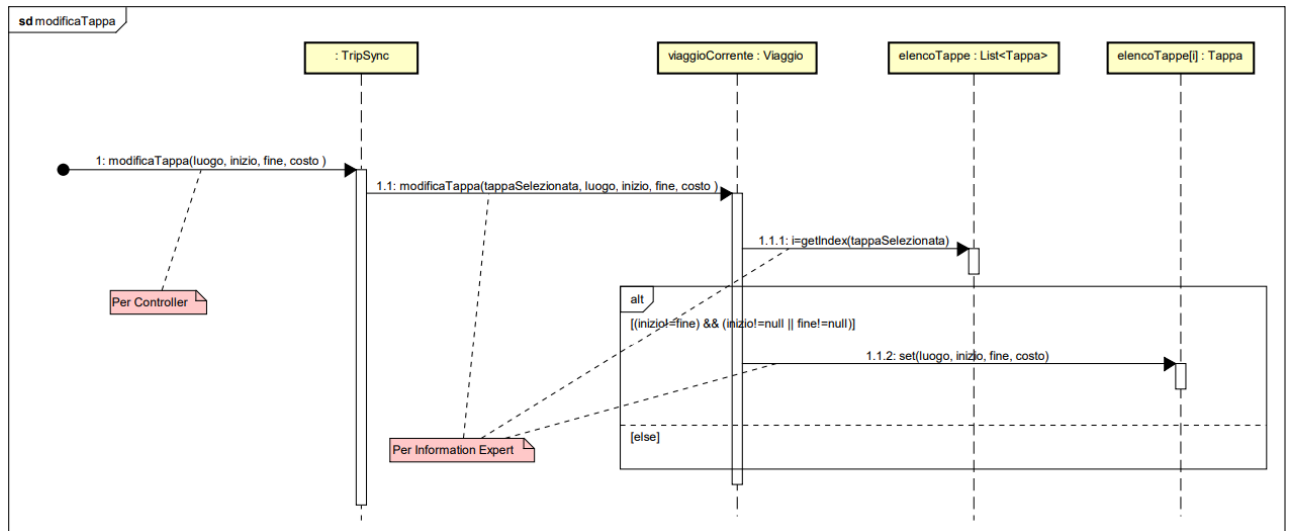 sd modificaTappa
: TripSync
viaggioCorrente : Viaggio
elencoTappe : List<Tappa>
elencoTappe[i] : Tappa
1: modificaTappa(luogo, inizio, fine, costo )
1.1: modificaTappa(tappaSelezionata, luogo, inizio, fine, costo )
1.1.1: i=getIndex(tappaSelezionata)
Per Controller
alt
[(inizio!=fine) && (inizio!=null || fine!=null)]
1.1.2: set(luogo, inizio, fine, costo)
[else]
Per Information Expert